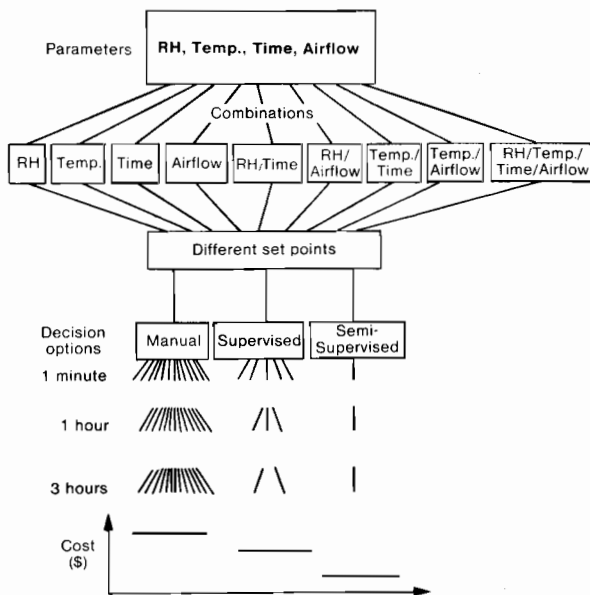 Parameters
RH, Temp., Time, Airflow
Combinations
RH
Temp.
Time
Airflow
RH/Time
RH/
Airflow
Temp./
Time
Temp./
Airflow
RH/Temp./
Time/Airflow
Different set points
Decision
options
Manual
Supervised
Semi-
Supervised
1 minute
1 hour
3 hours
Cost
($)